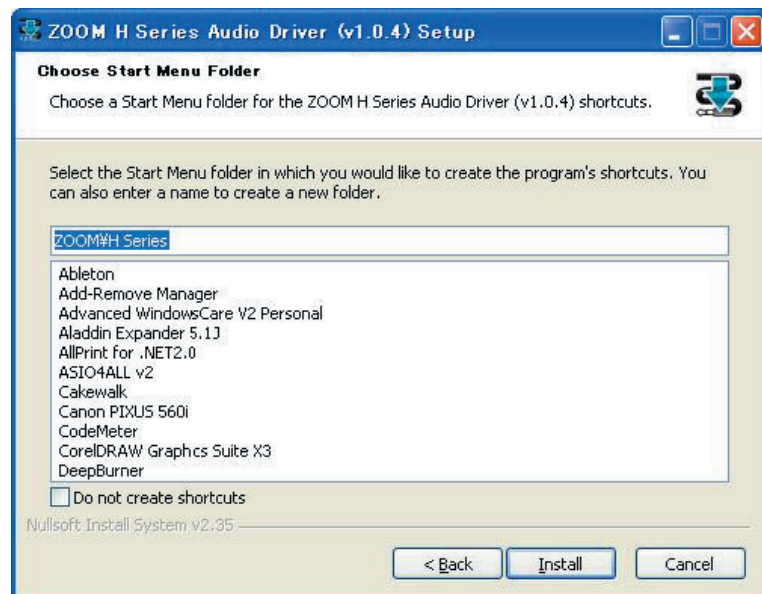 ZOOM H Series Audio Driver (v1.0.4) Setup
Choose Start Menu Folder
Choose a Start Menu folder for the ZOOM H Series Audio Driver (v1.0.4) shortcuts.
Select the Start Menu folder in which you would like to create the program's shortcuts. You
can also enter a name to create a new folder.
ZOOM¥H Series
Ableton
Add-Remove Manager
Advanced WindowsCare V2 Personal
Aladdin Expander 5.1J
AllPrint for .NET2.0
ASIO4ALL v2
Cakewalk
Canon PIXUS 560i
CodeMeter
CorelDRAW Graphcs Suite X3
DeepBurner
Do not create shortcuts
Nullsoft Install System v2.35
< Back
Install
Cancel